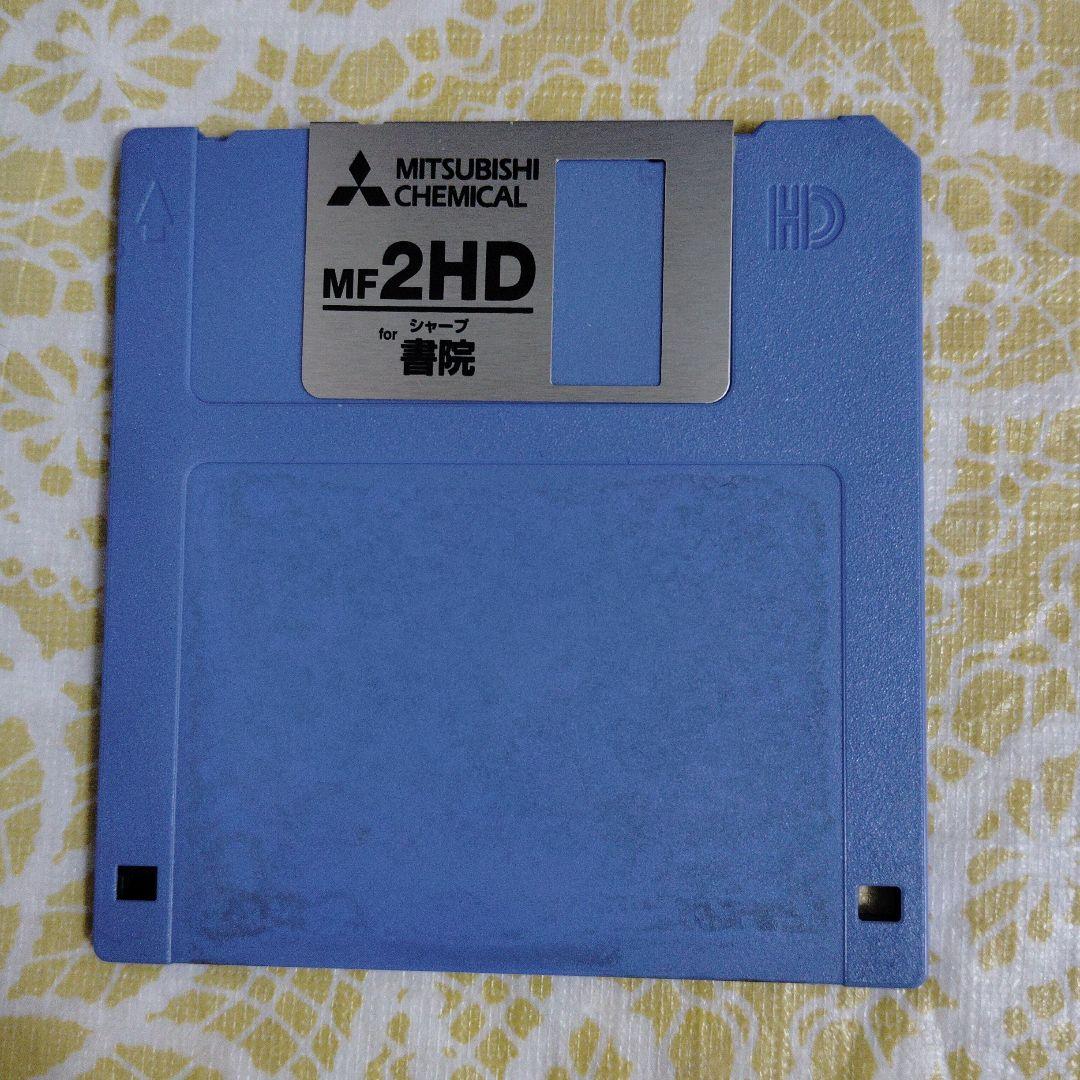 MITSUBISHI
CHEMICAL
MF2HD
for シャープ
書院
HD